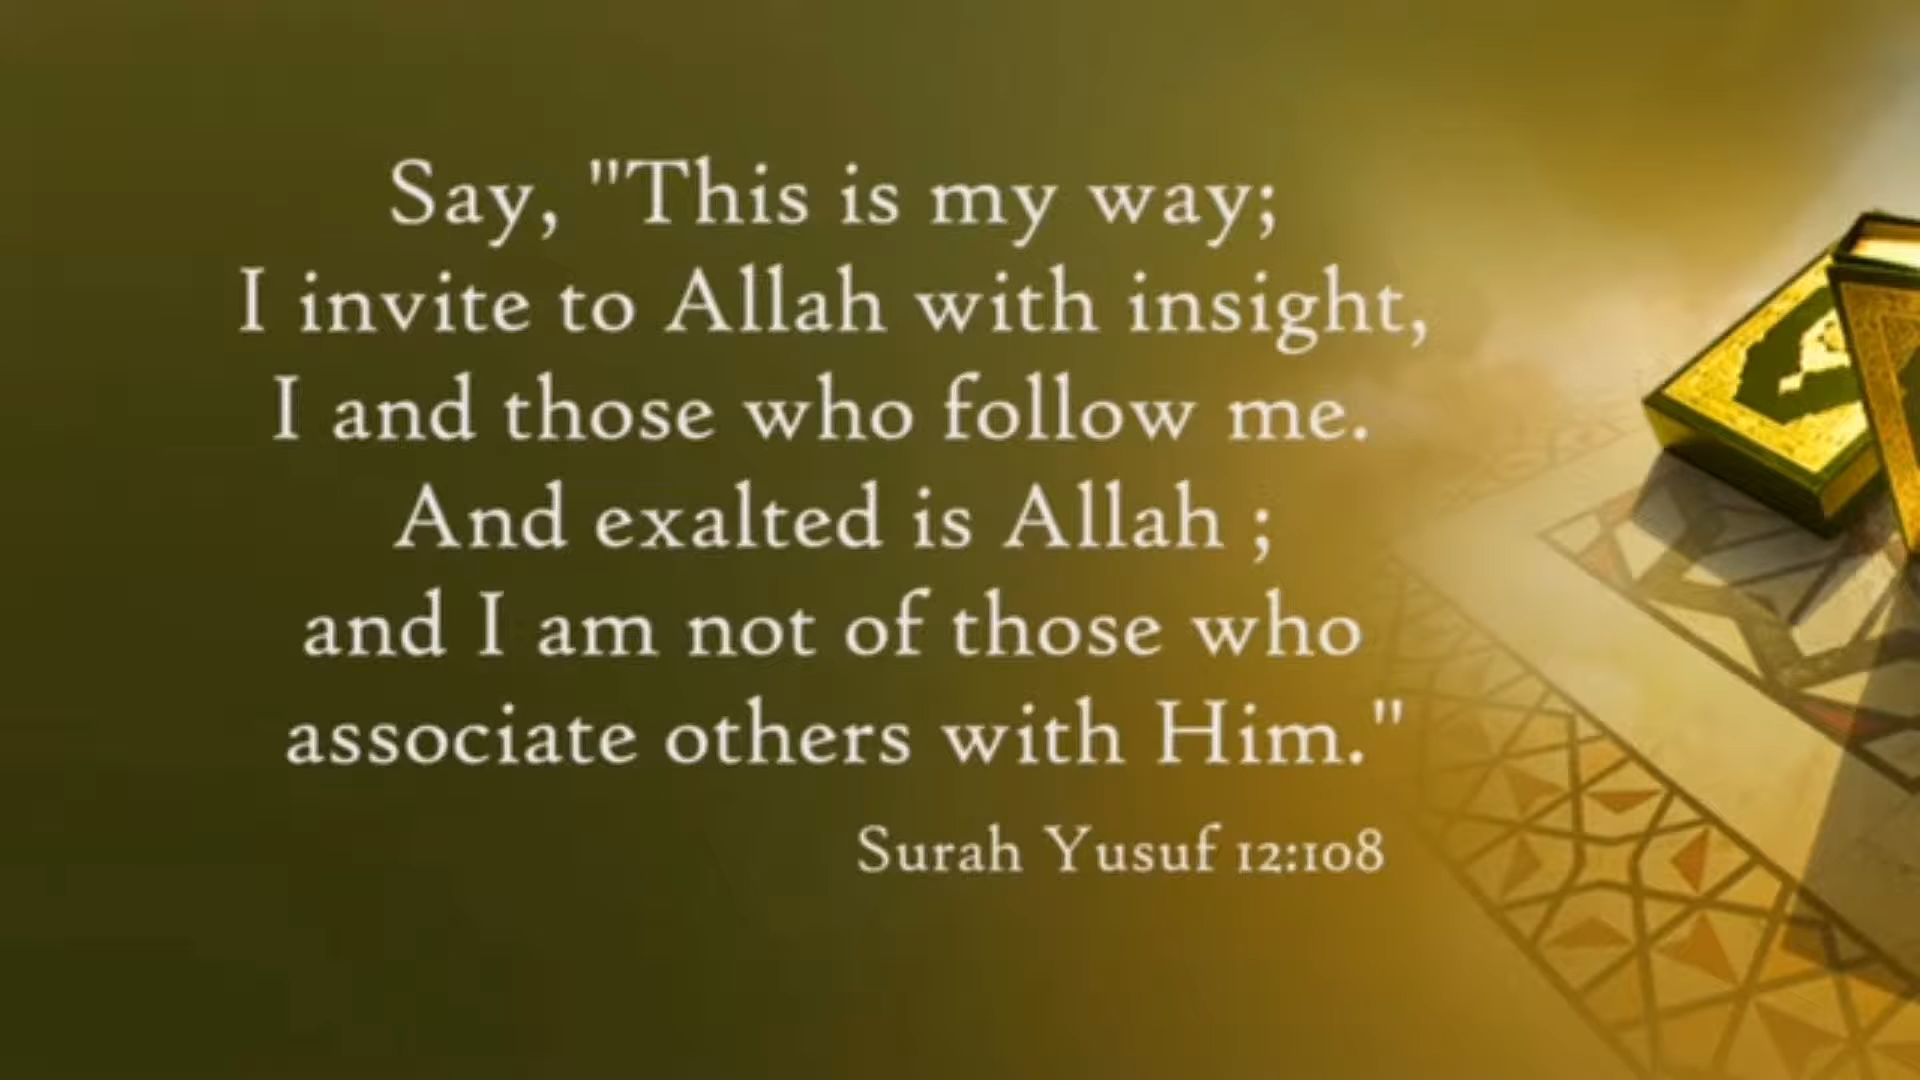 Say, "This is my way;
I invite to Allah with insight,
I and those who follow me.
And exalted is Allah ;
and I am not of those who
associate others with Him."
Surah Yusuf 12:108